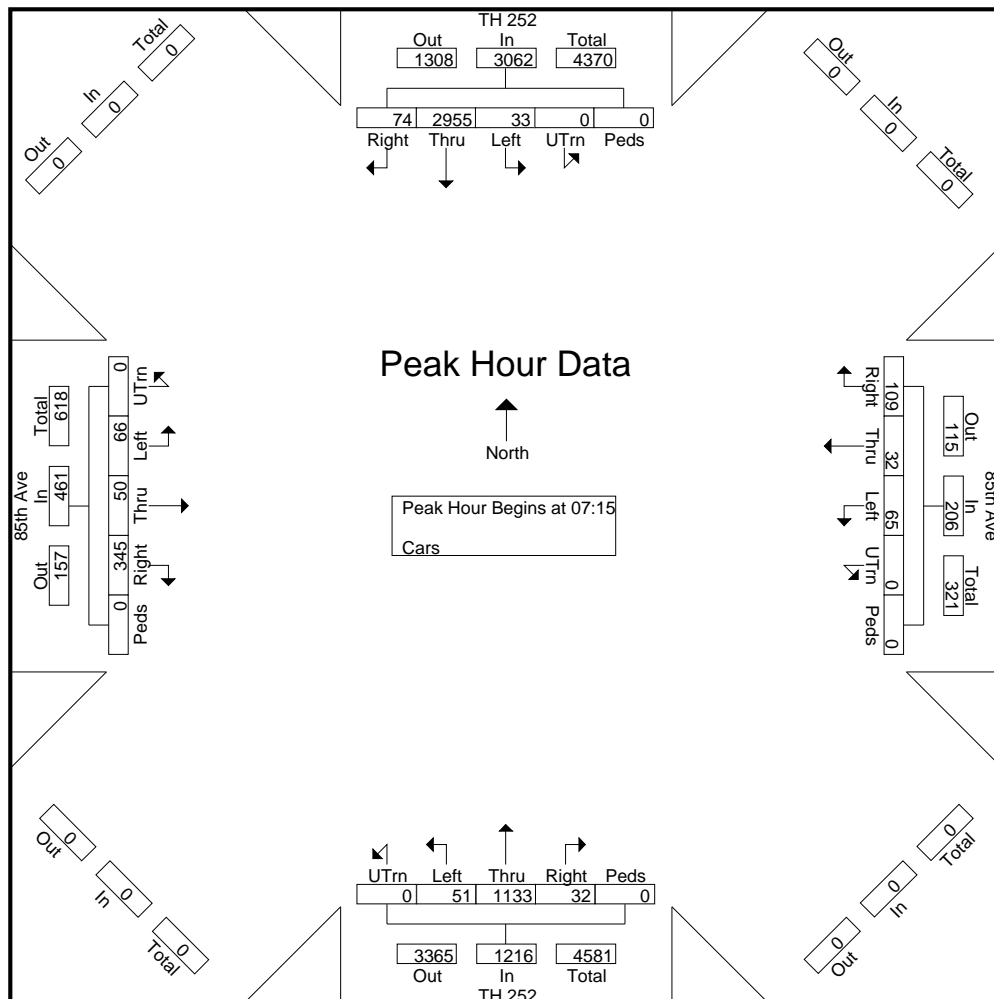 TH 252
Out In Total
1308 3062 4370
74 2955 33 0 0
Right Thru Left UTrn Peds
Total
0
In
0
Out
0
Out
0
In
0
Total
0
Peak Hour Data
North
Peak Hour Begins at 07:15
Cars
85th Ave
Out In Total
157 461 618
0 345 50 66 0
Peds Right Thru Left UTrn
85th Ave
Out In Total
115 206 321
109 32 65 0 0
Right Thru Left UTrn Peds
Out
0
In
0
Total
0
Total
0
In
0
Out
0
UTrn Left Thru Right Peds
0 51 1133 32 0
3365 1216 4581
Out In Total
TH 252